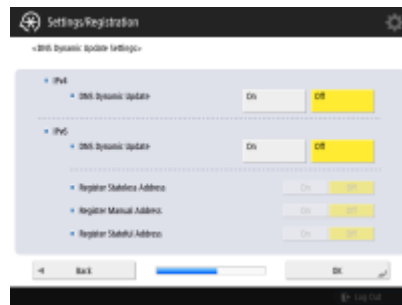 Settings/Registration
<DNS Dynamic Update Settings>
IPv4
DNS Dynamic Update On Off
IPv6
DNS Dynamic Update On Off
Register Stateless Address On Off
Register Manual Address On Off
Register Stateful Address On Off
Back OK
Log Out